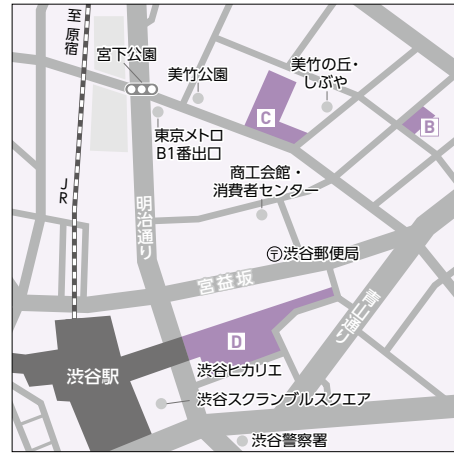 至 原宿
宮下公園
美竹公園
美竹の丘・
しぶや
C
B
東京メトロ
B1番出口
JR
明治通り
商工会館・
消費者センター
〒渋谷郵便局
宮益坂
青山通り
D
渋谷ヒカリエ
渋谷駅
渋谷スクランブルスクエア
渋谷警察署